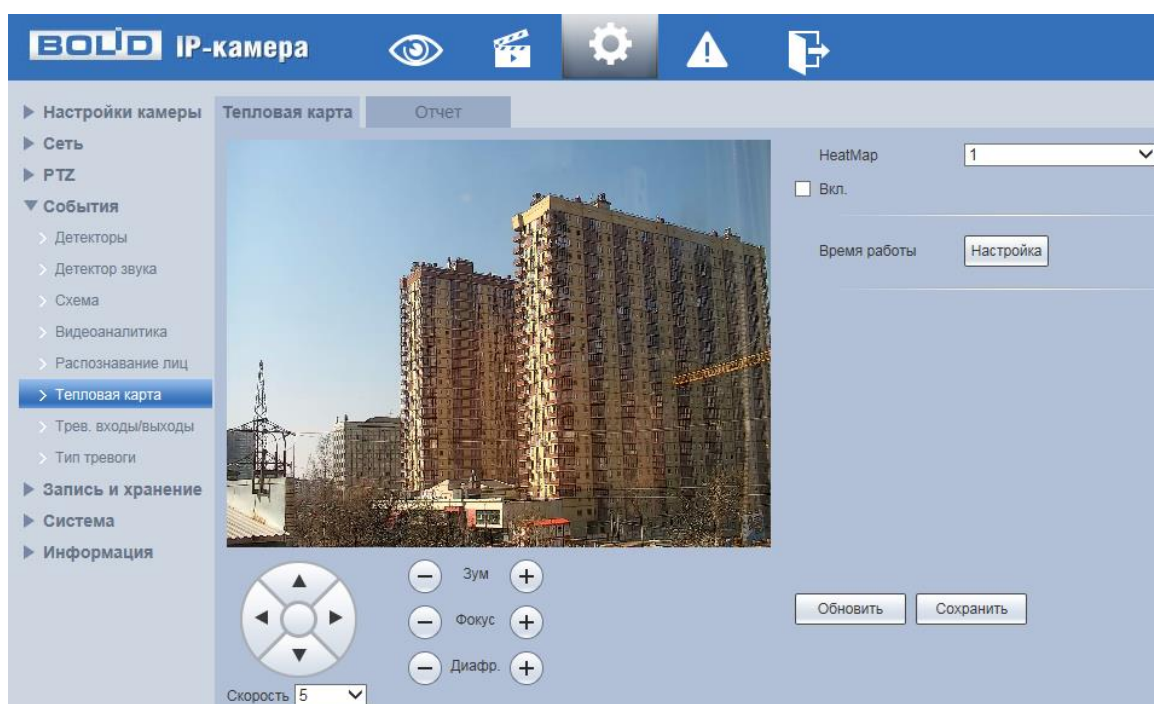 BOLID IP-камера
Настройки камеры
Сеть
PTZ
События
Детекторы
Детектор звука
Схема
Видеоаналитика
Распознавание лиц
Тепловая карта
Трев. входы/выходы
Тип тревоги
Запись и хранение
Система
Информация
Тепловая карта
Отчет
HeatMap 1
Вкл.
Время работы Настройка
Зум
Фокус
Диафр.
Скорость 5
Обновить Сохранить